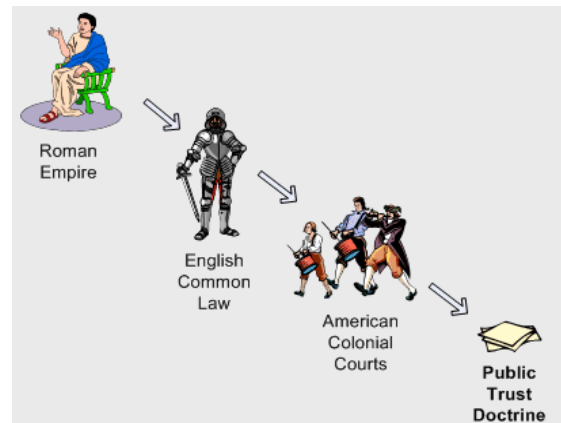 Roman
Empire
English
Common
Law
American
Colonial
Courts
Public
Trust
Doctrine